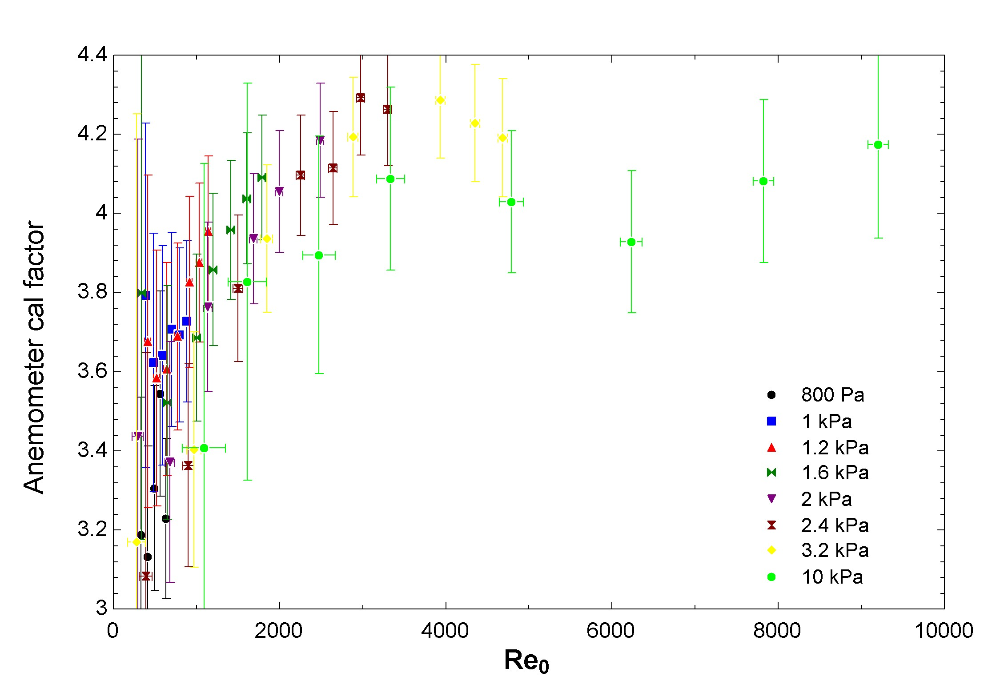 4.4
4.2
4
3.8
3.6
3.4
3.2
3
Anemometer cal factor
800 Pa
1 kPa
1.2 kPa
1.6 kPa
2 kPa
2.4 kPa
3.2 kPa
10 kPa
0 2000 4000 6000 8000 10000
Re₀